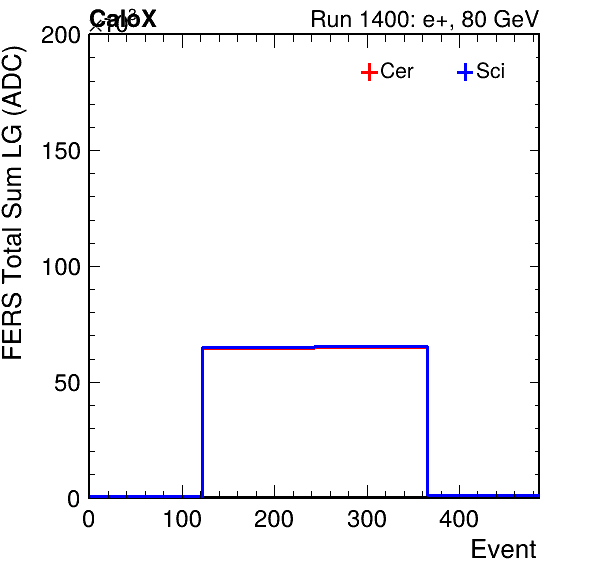 CaloX
×10³
Run 1400: e+, 80 GeV
Cer
Sci
FERS Total Sum LG (ADC)
200
150
100
50
0
0 100 200 300 400
Event